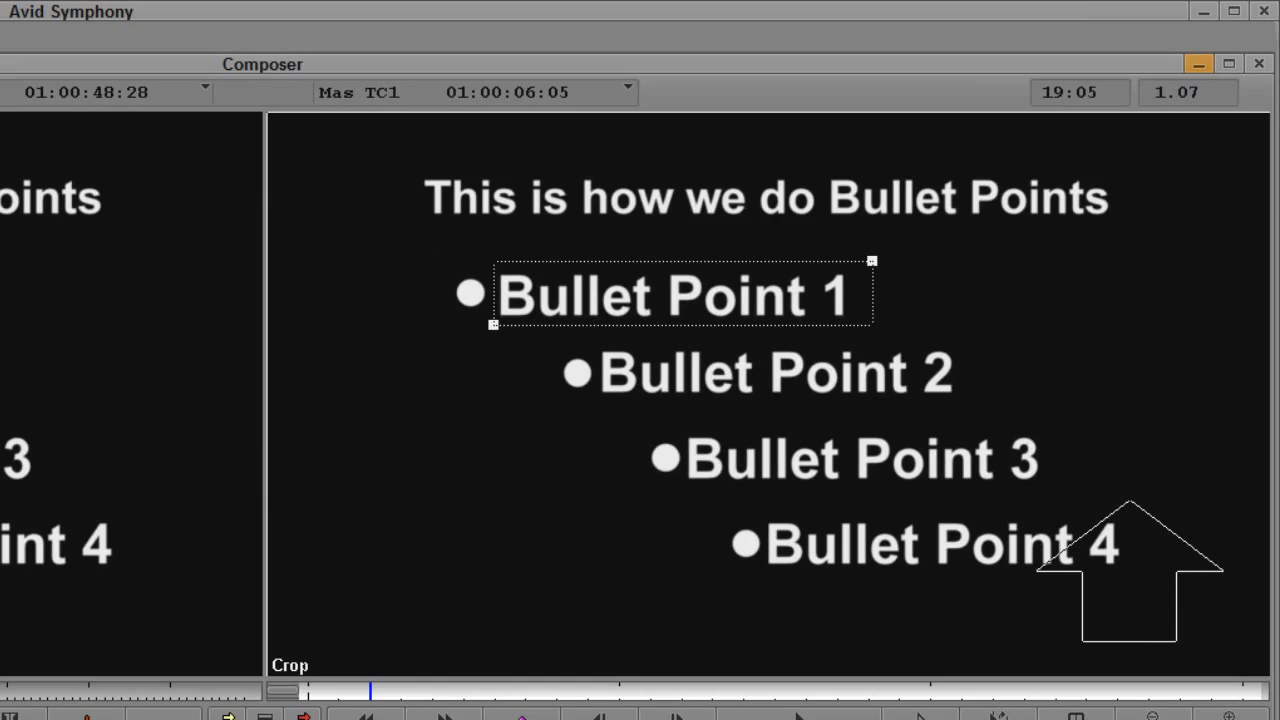 Avid Symphony
Composer
01:00:48:28
Mas TC1 01:00:06:05
19:05
1.07
oints
This is how we do Bullet Points
Bullet Point 1
Bullet Point 2
3
Bullet Point 3
int 4
Bullet Point 4
Crop